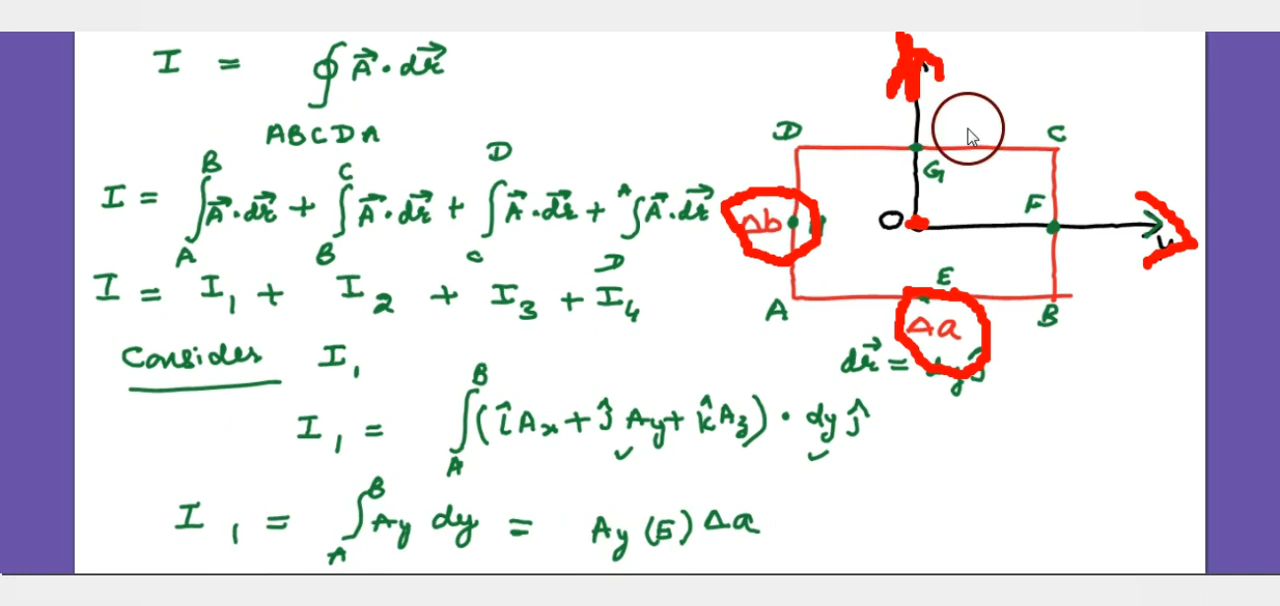 I = ∮ A⃗ · dr⃗
ABCDA
I = ∫_A^B A⃗ · dr⃗ + ∫_B^C A⃗ · dr⃗ + ∫_C^D A⃗ · dr⃗ + ∫_D^A A⃗ · dr⃗
I = I₁ + I₂ + I₃ + I₄
Consider I₁
I₁ = ∫_A^B (îAx + ĵAy + k̂Az) · dy ĵ
I₁ = ∫_A^B Ay dy = Ay (E) Δa
D
C
G
F
Δb
O
E
A
B
Δa
dr⃗ =